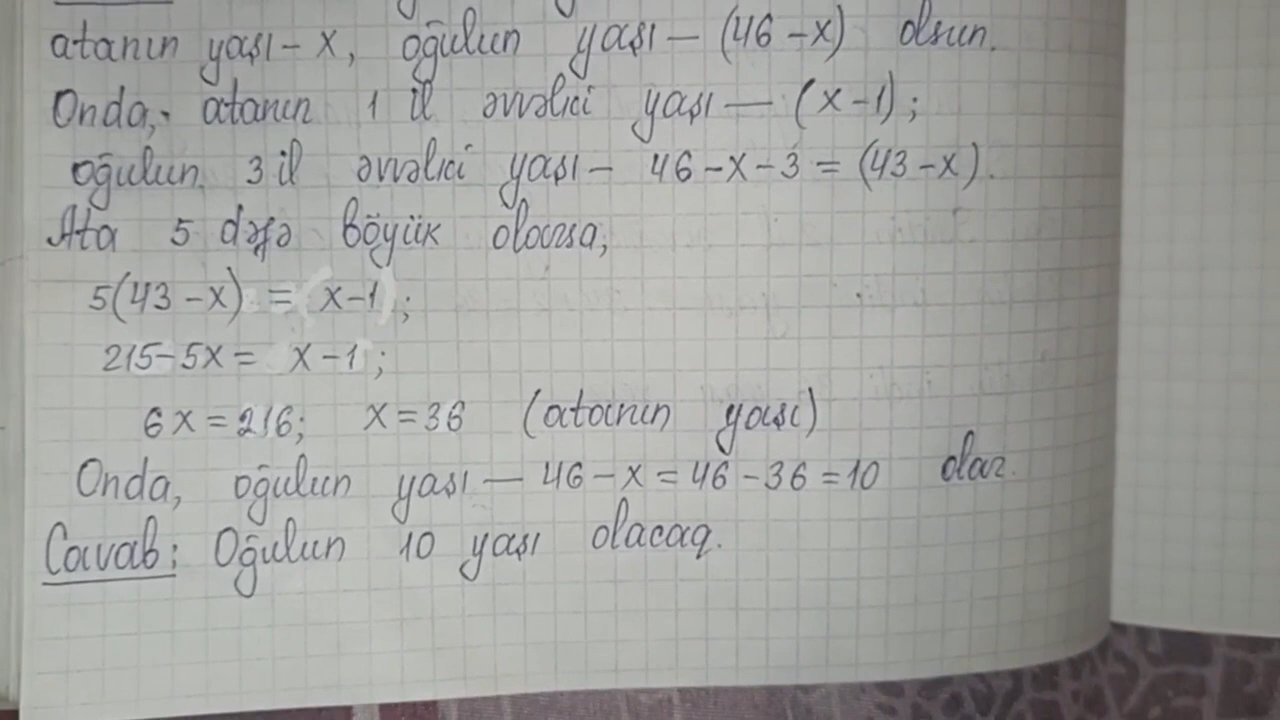 atanın yaşı – x, oğulun yaşı – (46 – x) olsun.
Onda, atanın 1 il əvvəlici yaşı – (x – 1);
oğulun 3 il əvvəlici yaşı – 46 – x – 3 = (43 – x).
Ata 5 dəfə böyük olarsa,
5(43 – x) = (x – 1);
215 – 5x = x – 1;
6x = 216; x = 36 (atanın yaşı)
Onda, oğulun yaşı – 46 – x = 46 – 36 = 10 olar.
Cavab: Oğulun 10 yaşı olacaq.